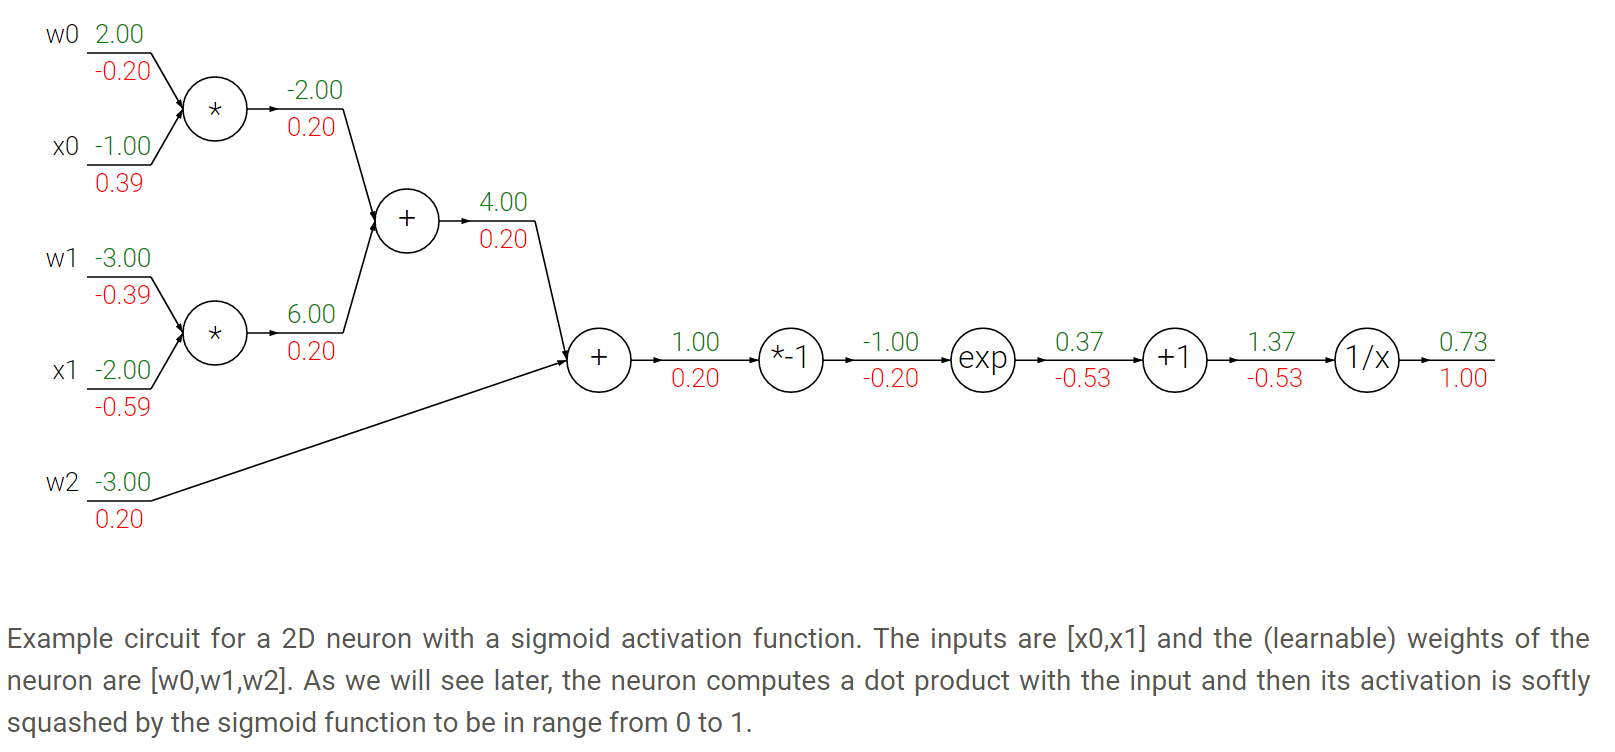 w0 2.00
-0.20
*
-2.00
0.20
x0 -1.00
0.39
+
4.00
0.20
w1 -3.00
-0.39
*
6.00
0.20
x1 -2.00
-0.59
+
1.00
0.20
*-1
-1.00
-0.20
exp
0.37
-0.53
+1
1.37
-0.53
1/x
0.73
1.00
w2 -3.00
0.20
Example circuit for a 2D neuron with a sigmoid activation function. The inputs are [x0,x1] and the (learnable) weights of the
neuron are [w0,w1,w2]. As we will see later, the neuron computes a dot product with the input and then its activation is softly
squashed by the sigmoid function to be in range from 0 to 1.